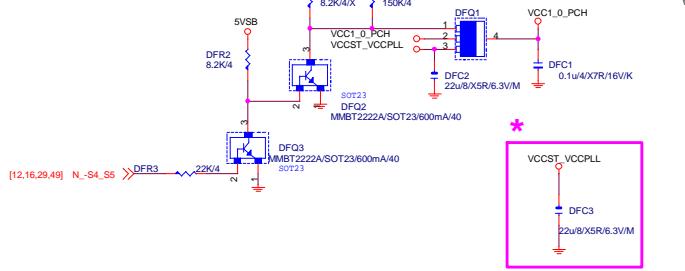 8.2K/4/X
150K/4
5VSB
DFQ1
VCC1_0_PCH
VCC1_0_PCH
1
2
4
VCCST_VCCPLL
3
3
DFR2
8.2K/4
DFC1
0.1u/4/X7R/16V/K
DFC2
22u/8/X5R/6.3V/M
SOT23
2
1
DFQ2
MMBT2222A/SOT23/600mA/40
*
3
DFQ3
MMBT2222A/SOT23/600mA/40
VCCST_VCCPLL
[12,16,29,49] N_-S4_S5
DFR3
22K/4
SOT23
2
1
DFC3
22u/8/X5R/6.3V/M